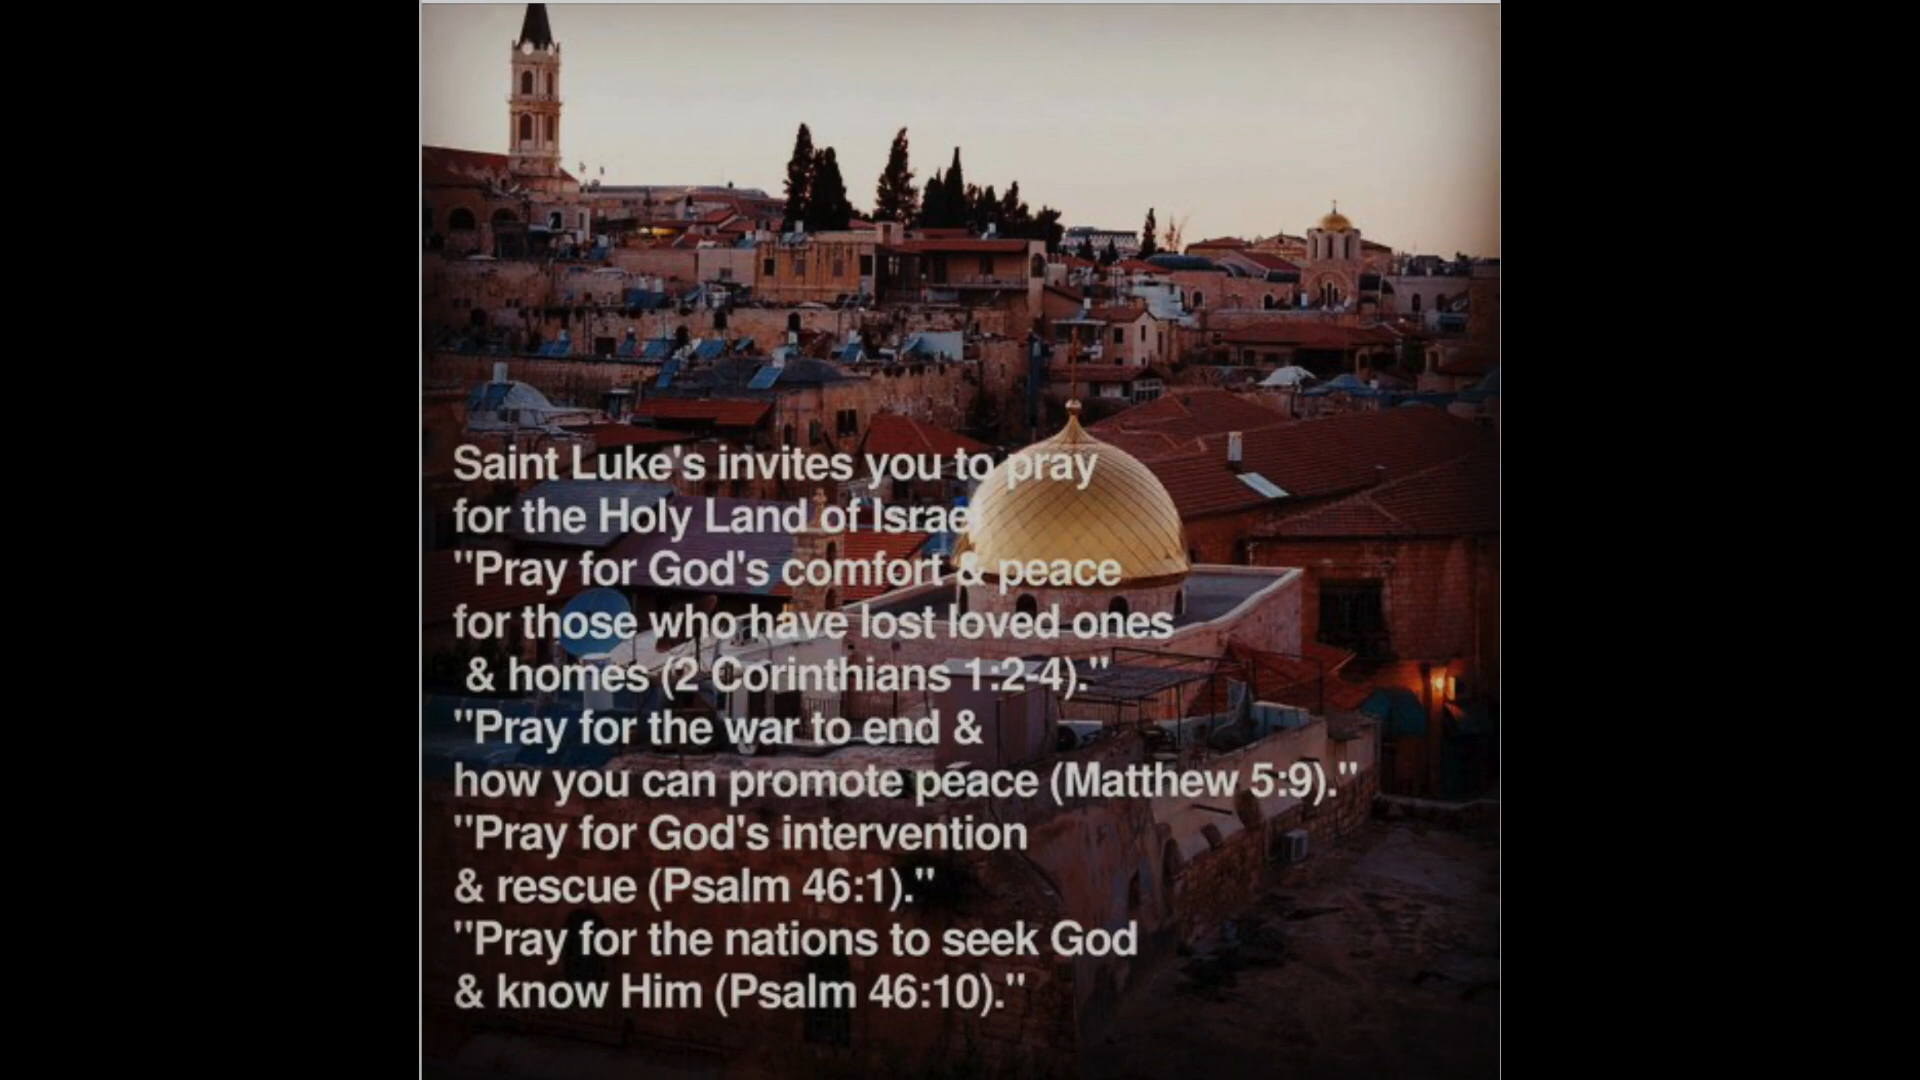 Saint Luke's invites you to pray
for the Holy Land of Israel
"Pray for God's comfort & peace
for those who have lost loved ones
& homes (2 Corinthians 1:2-4)."
"Pray for the war to end &
how you can promote peace (Matthew 5:9)."
"Pray for God's intervention
& rescue (Psalm 46:1)."
"Pray for the nations to seek God
& know Him (Psalm 46:10)."